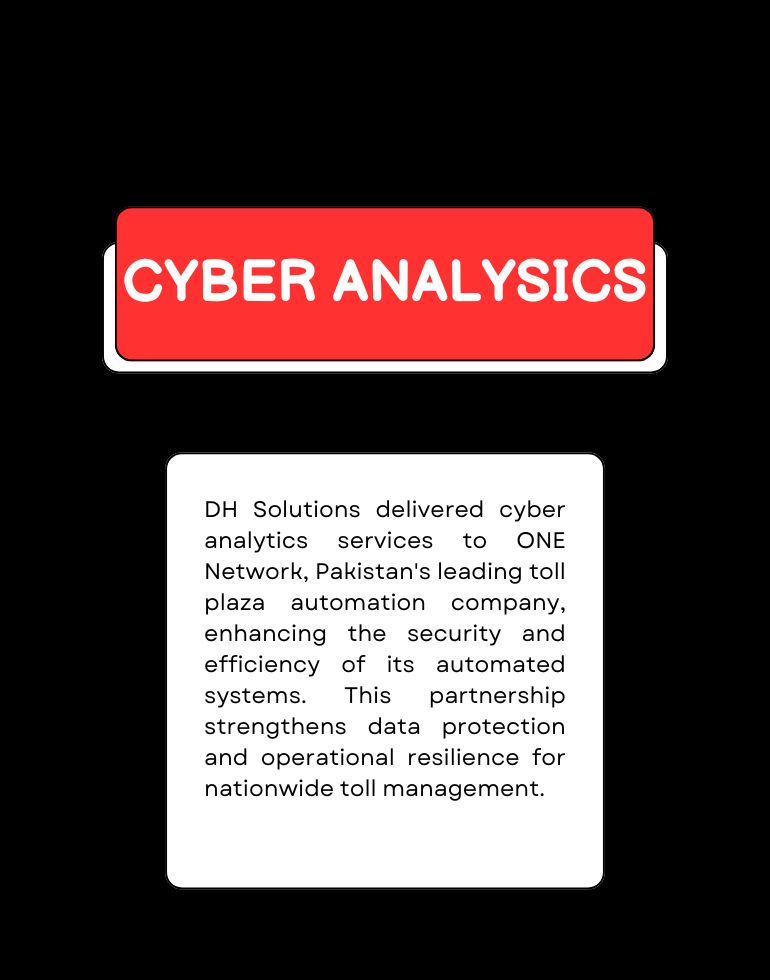 CYBER ANALYSICS
DH Solutions delivered cyber
analytics services to ONE
Network, Pakistan's leading toll
plaza automation company,
enhancing the security and
efficiency of its automated
systems. This partnership
strengthens data protection
and operational resilience for
nationwide toll management.